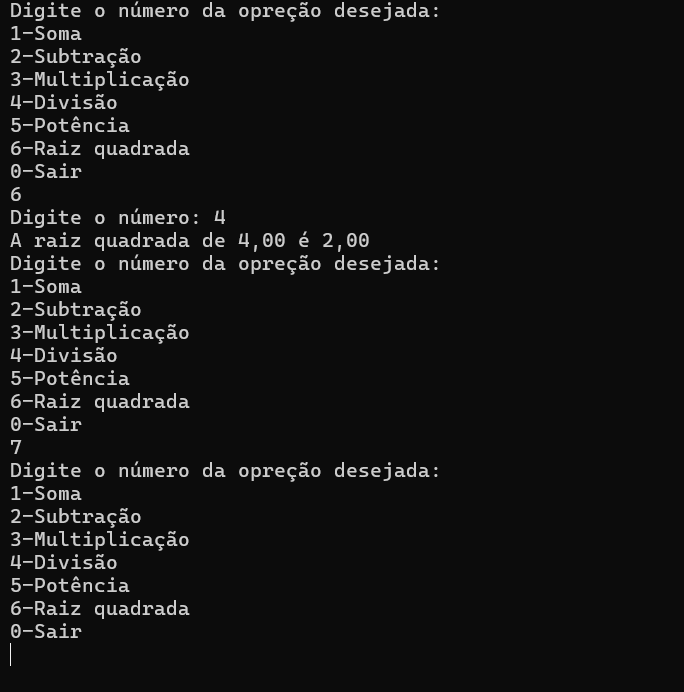 Digite o número da opreção desejada:
1-Soma
2-Subtração
3-Multiplicação
4-Divisão
5-Potência
6-Raiz quadrada
0-Sair
6
Digite o número: 4
A raiz quadrada de 4,00 é 2,00
Digite o número da opreção desejada:
1-Soma
2-Subtração
3-Multiplicação
4-Divisão
5-Potência
6-Raiz quadrada
0-Sair
7
Digite o número da opreção desejada:
1-Soma
2-Subtração
3-Multiplicação
4-Divisão
5-Potência
6-Raiz quadrada
0-Sair